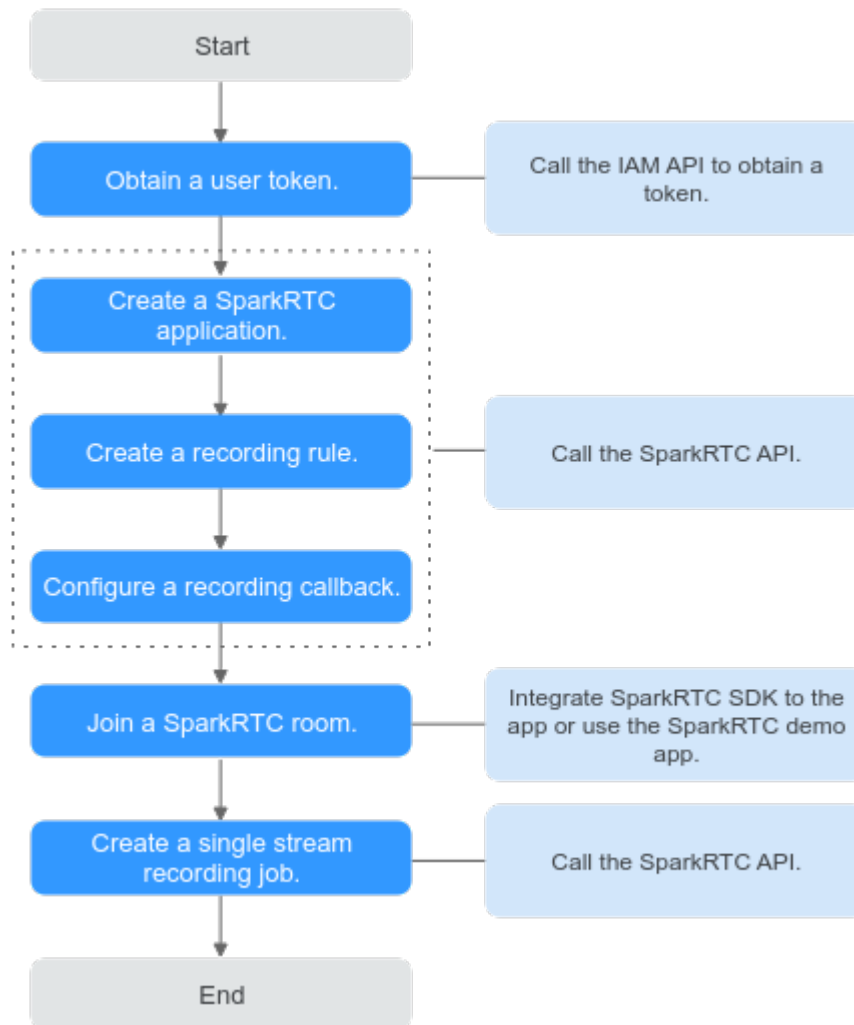 Start
Obtain a user token.
Call the IAM API to obtain a
token.
Create a SparkRTC
application.
Create a recording rule.
Call the SparkRTC API.
Configure a recording callback.
Join a SparkRTC room.
Integrate SparkRTC SDK to the
app or use the SparkRTC demo
app.
Create a single stream
recording job.
Call the SparkRTC API.
End